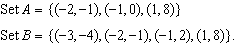 Set A = {(−2,−1),(−1,0),(1,8)}
Set B = {(−3,−4),(−2,−1),(−1,2),(1,8)}.